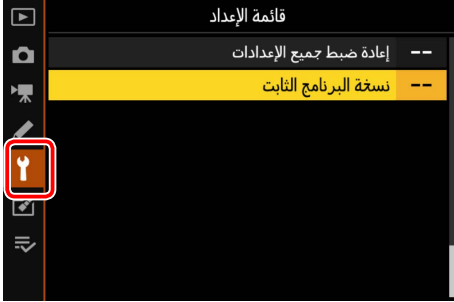 قائمة الإعداد
إعادة ضبط جميع الإعدادات --
نسخة البرنامج الثابت --